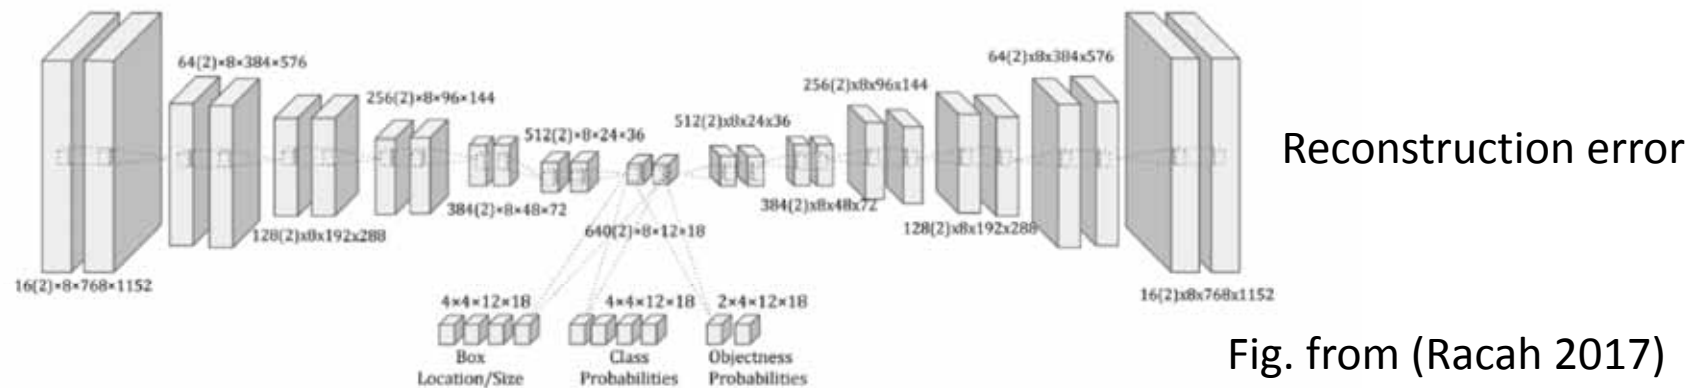 64(2)×8×384×576
256(2)×8×96×144
512(2)×8×24×36
16(2)×8×768×1152
128(2)×8x192x288
384(2)×8×48×72
640(2)×8×12×18
512(2)x8x24x36
256(2)x8x96x144
64(2)x8x384x576
384(2)x8x48x72
128(2)x8x192x288
16(2)x8x768x1152
Reconstruction error
4×4×12×18
4×4×12×18
2×4×12×18
Box
Location/Size
Class
Probabilities
Objectness
Probabilities
Fig. from (Racah 2017)